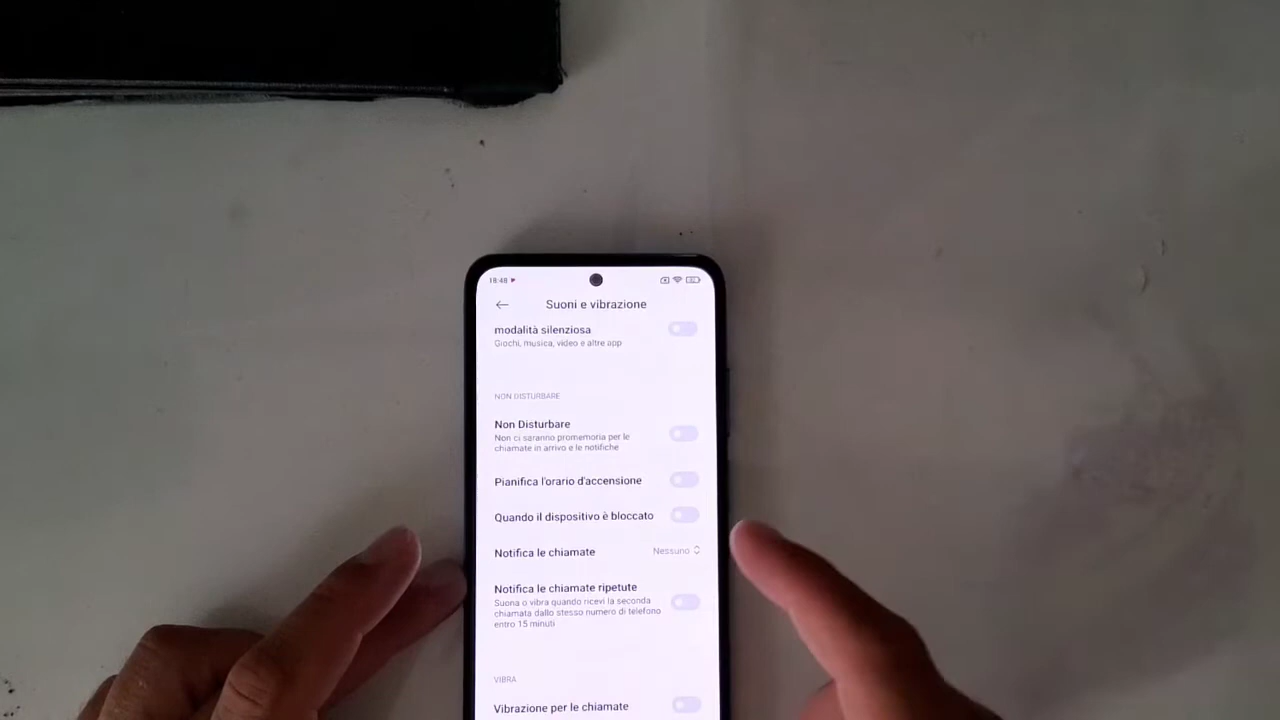 18:48
Suoni e vibrazione
modalità silenziosa
Giochi, musica, video e altre app
NON DISTURBARE
Non Disturbare
Non ci saranno promemoria per le
chiamate in arrivo e le notifiche
Pianifica l'orario d'accensione
Quando il dispositivo è bloccato
Notifica le chiamate Nessuno
Notifica le chiamate ripetute
Suona o vibra quando ricevi la seconda
chiamata dallo stesso numero di telefono
entro 15 minuti
VIBRA
Vibrazione per le chiamate